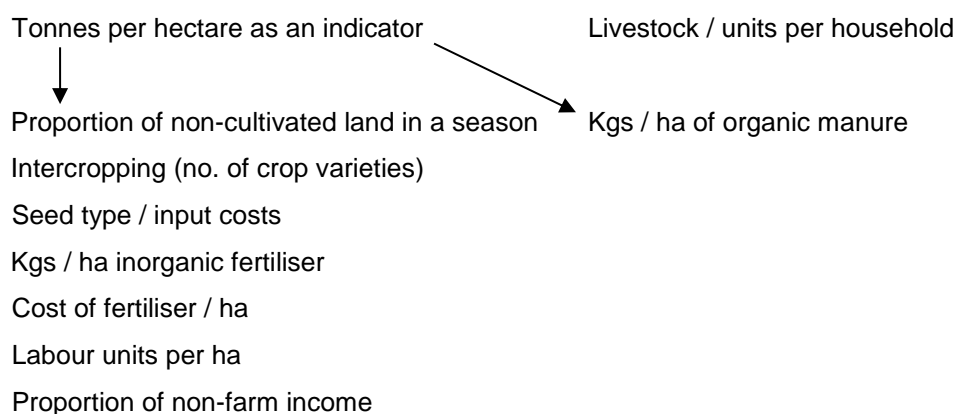 Tonnes per hectare as an indicator
Livestock / units per household
Proportion of non-cultivated land in a season
Kgs / ha of organic manure
Intercropping (no. of crop varieties)
Seed type / input costs
Kgs / ha inorganic fertiliser
Cost of fertiliser / ha
Labour units per ha
Proportion of non-farm income